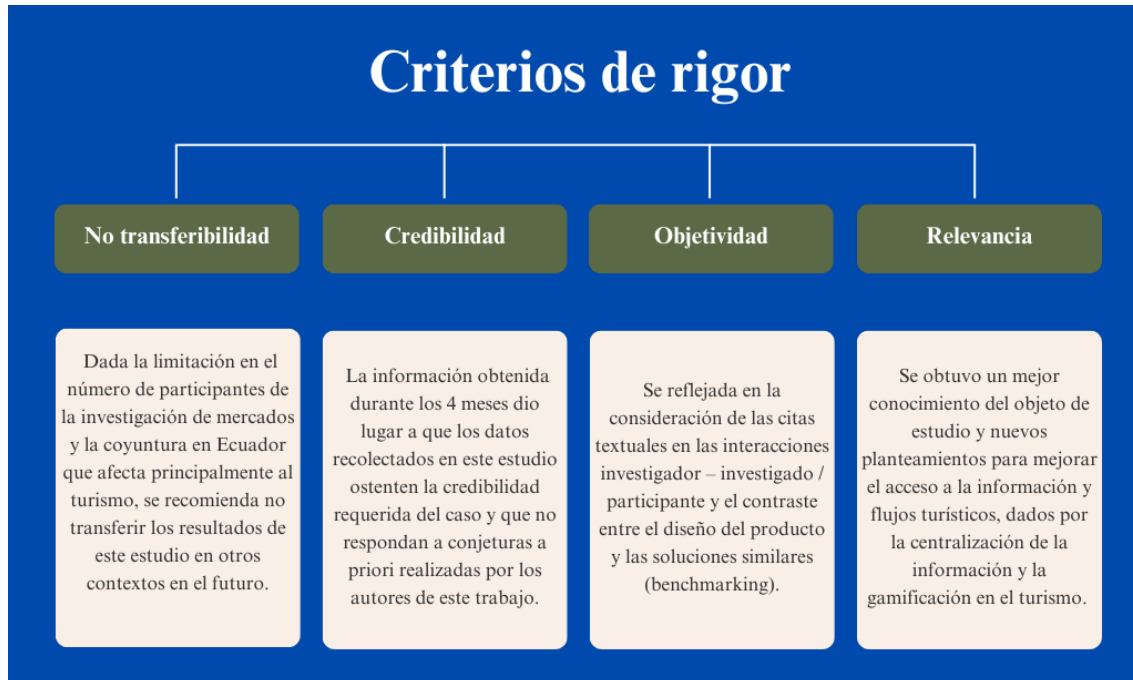 Criterios de rigor
No transferibilidad
Credibilidad
Objetividad
Relevancia
Dada la limitación en el
número de participantes de
la investigación de mercados
y la coyuntura en Ecuador
que afecta principalmente al
turismo, se recomienda no
transferir los resultados de
este estudio en otros
contextos en el futuro.
La información obtenida
durante los 4 meses dio
lugar a que los datos
recolectados en este estudio
ostenten la credibilidad
requerida del caso y que no
respondan a conjeturas a
priori realizadas por los
autores de este trabajo.
Se reflejada en la
consideración de las citas
textuales en las interacciones
investigador – investigado /
participante y el contraste
entre el diseño del producto
y las soluciones similares
(benchmarking).
Se obtuvo un mejor
conocimiento del objeto de
estudio y nuevos
planteamientos para mejorar
el acceso a la información y
flujos turísticos, dados por
la centralización de la
información y la
gamificación en el turismo.